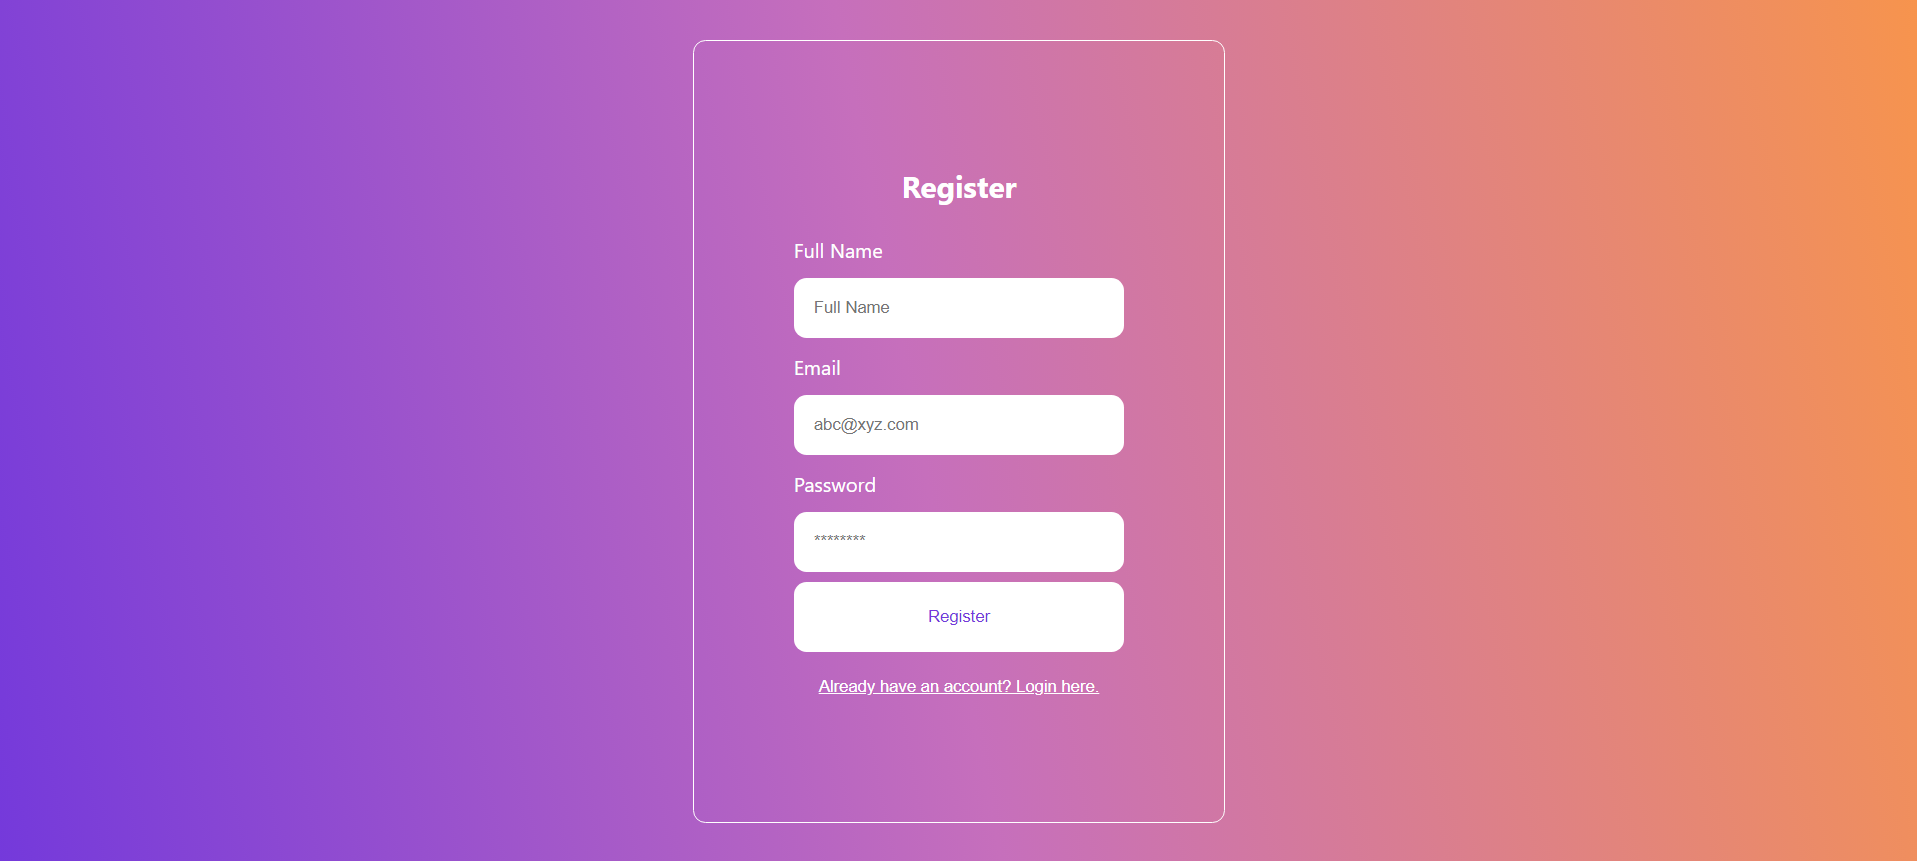 Register
Full Name
Full Name
Email
abc@xyz.com
Password
********
Register
Already have an account? Login here.